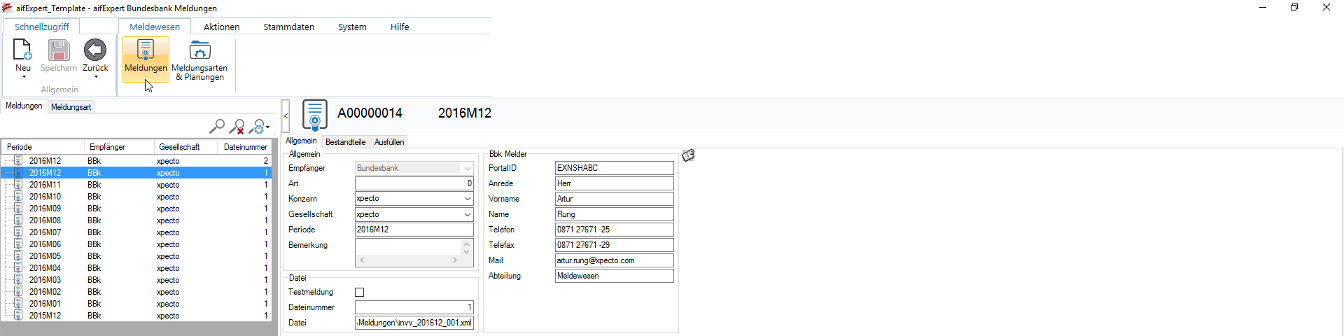 aifExpert_Template - aifExpert Bundesbank Meldungen
Schnellzugriff Meldewesen Aktionen Stammdaten System Hilfe
Neu Speichern Zurück Meldungen Meldungsarten & Planungen
Allgemein
Meldungen Meldungsart
< A00000014 2016M12
Periode Empfänger Gesellschaft Dateinummer
2016M12 BBk xpecto 2
2016M12 BBk xpecto 1
2016M11 BBk xpecto 1
2016M10 BBk xpecto 1
2016M09 BBk xpecto 1
2016M08 BBk xpecto 1
2016M07 BBk xpecto 1
2016M06 BBk xpecto 1
2016M05 BBk xpecto 1
2016M04 BBk xpecto 1
2016M03 BBk xpecto 1
2016M02 BBk xpecto 1
2016M01 BBk xpecto 1
2015M12 BBk xpecto 1
Allgemein Bestandteile Ausfüllen
Allgemein
Empfänger Bundesbank
Art 0
Konzern xpecto
Gesellschaft xpecto
Periode 2016M12
Bemerkung
Datei
Testmeldung
Dateinummer 1
Datei \Meldungen\invv_201612_001.xml
Bbk Melder
PortalID EXNSHABC
Anrede Herr
Vorname Artur
Name Rung
Telefon 0871 27671 -25
Telefax 0871 27671 -29
Mail artur.rung@xpecto.com
Abteilung Meldewesen